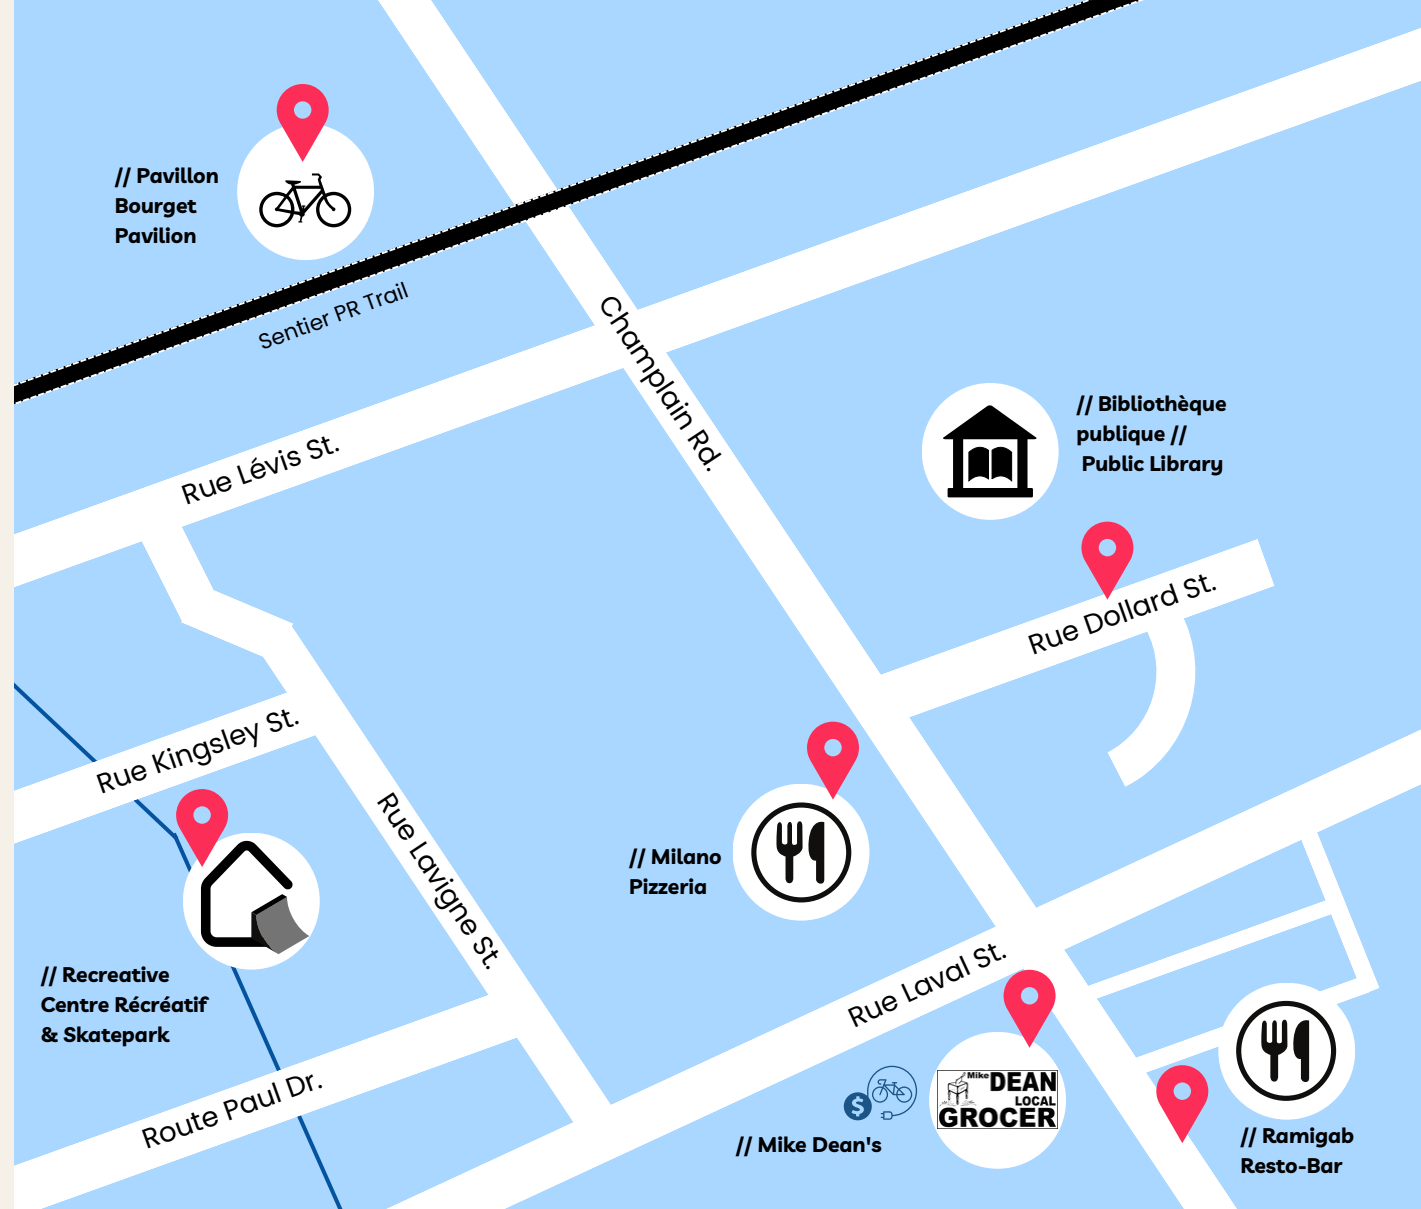 // Pavillon
Bourget
Pavilion
Sentier PR Trail
Champlain Rd.
Rue Lévis St.
// Bibliothèque
publique //
Public Library
Rue Dollard St.
Rue Kingsley St.
Rue Lavigne St.
// Milano
Pizzeria
// Recreative
Centre Récréatif
& Skatepark
Rue Laval St.
Route Paul Dr.
$
Mike DEAN
LOCAL
GROCER
// Mike Dean's
// Ramigab
Resto-Bar